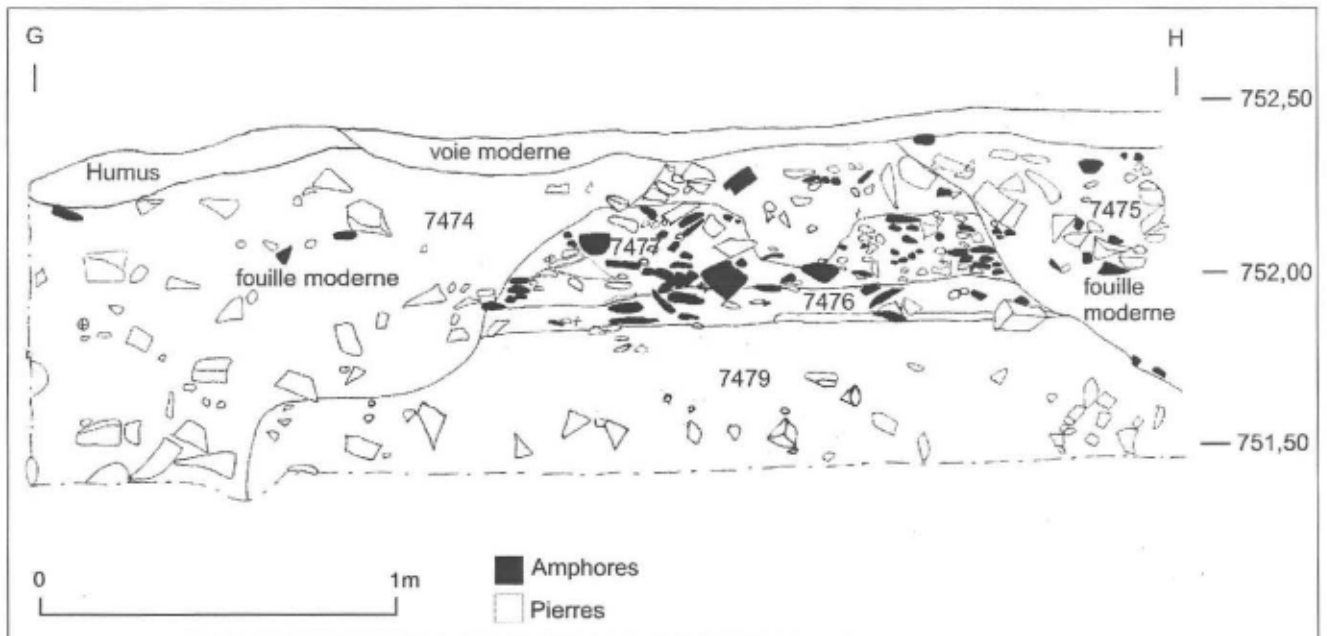 G
H
752,50
voie moderne
Humus
7474
7475
fouille moderne
752,00
fouille
moderne
7476
7479
751,50
0
1m
Amphores
Pierres